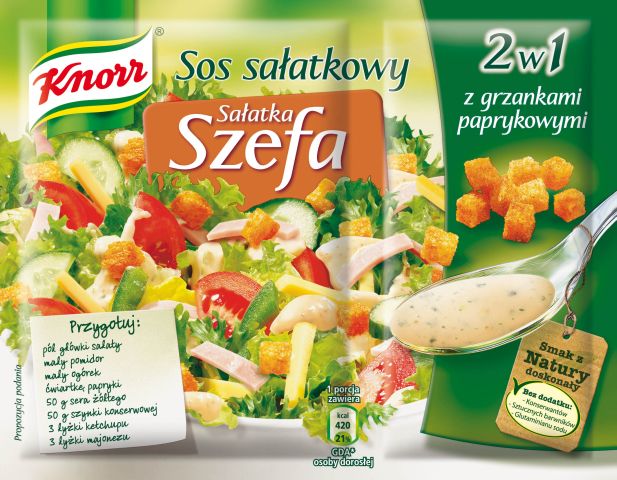 Knorr
®
Sos sałatkowy
Sałatka
Szefa
2w1
z grzankami
paprykowymi
Przygotuj:
pół główki sałaty
mały pomidor
mały ogórek
ćwiartkę papryki
50 g sera żółtego
50 g szynki konserwowej
3 łyżki ketchupu
3 łyżki majonezu
Propozycja podania
1 porcja
zawiera
kcal
420
21%
GDA*
osoby dorosłej
Smak z
Natury
doskonały
Bez dodatku:
- Konserwantów
- Sztucznych barwników
- Glutaminianu sodu